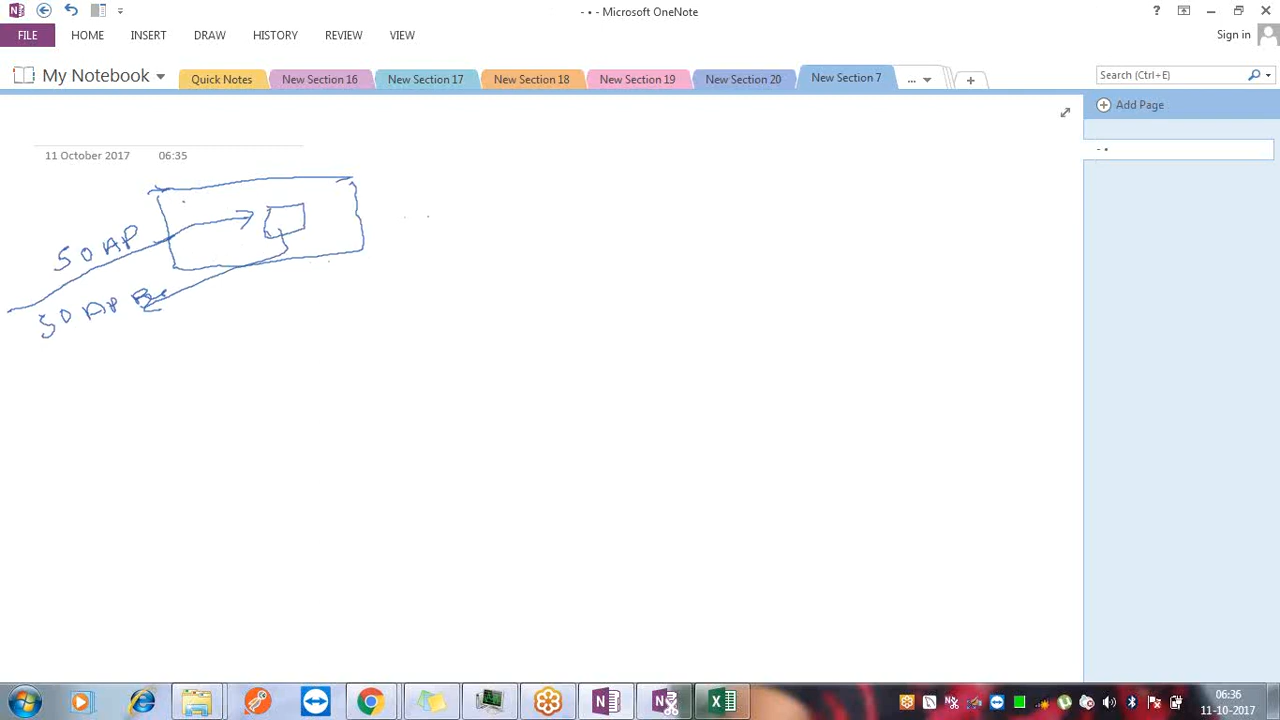 - • - Microsoft OneNote
?
FILE HOME INSERT DRAW HISTORY REVIEW VIEW
Sign in
My Notebook Quick Notes New Section 16 New Section 17 New Section 18 New Section 19 New Section 20 New Section 7 ... + Search (Ctrl+E)
Add Page
- •
11 October 2017 06:35
SOAP
SOAP
06:36
11-10-2017